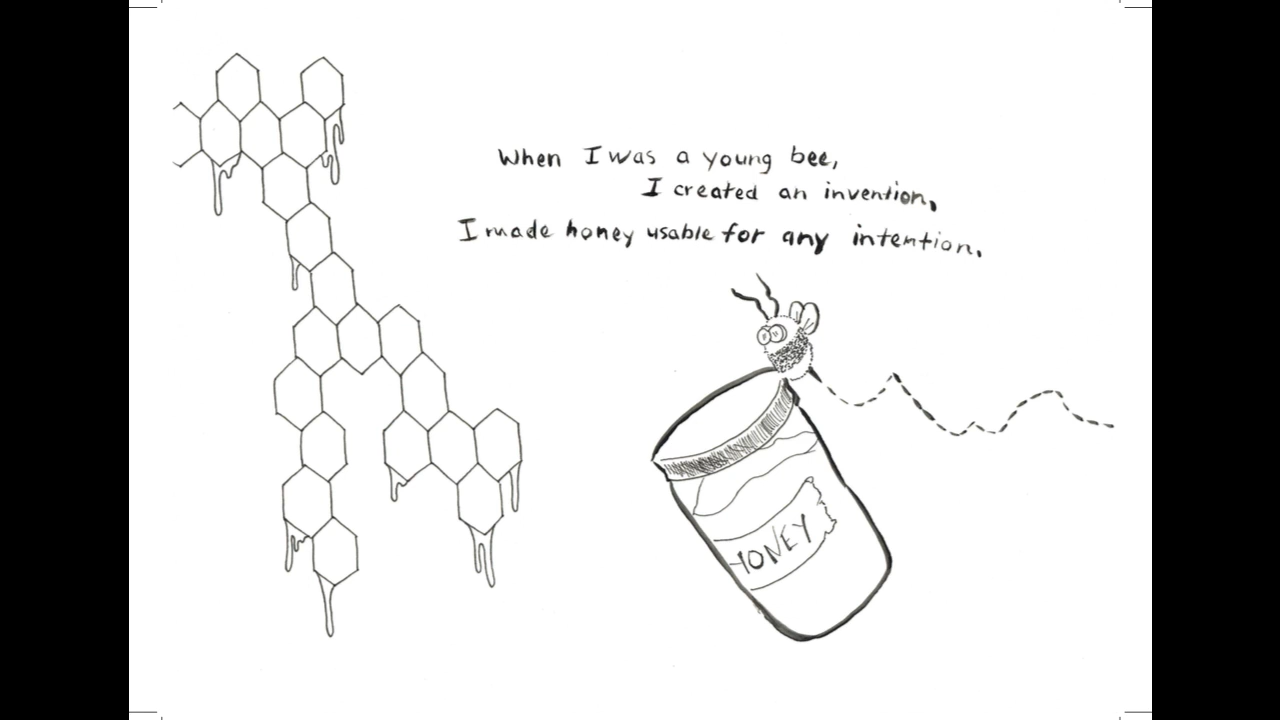 When I was a young bee,
I created an invention,
I made honey usable for any intention.
HONEY